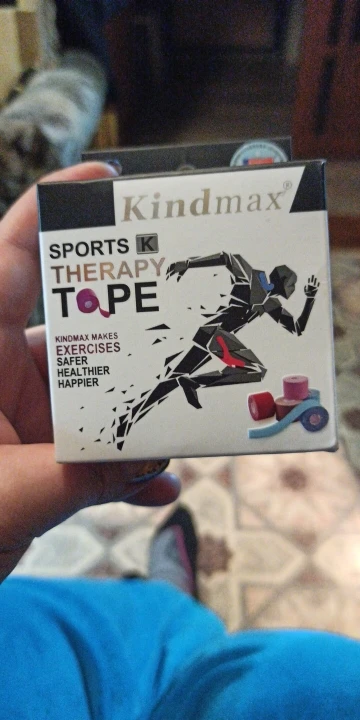 Kindmax®
SPORTS K
THERAPY
TAPE
KINDMAX MAKES
EXERCISES
SAFER
HEALTHIER
HAPPIER